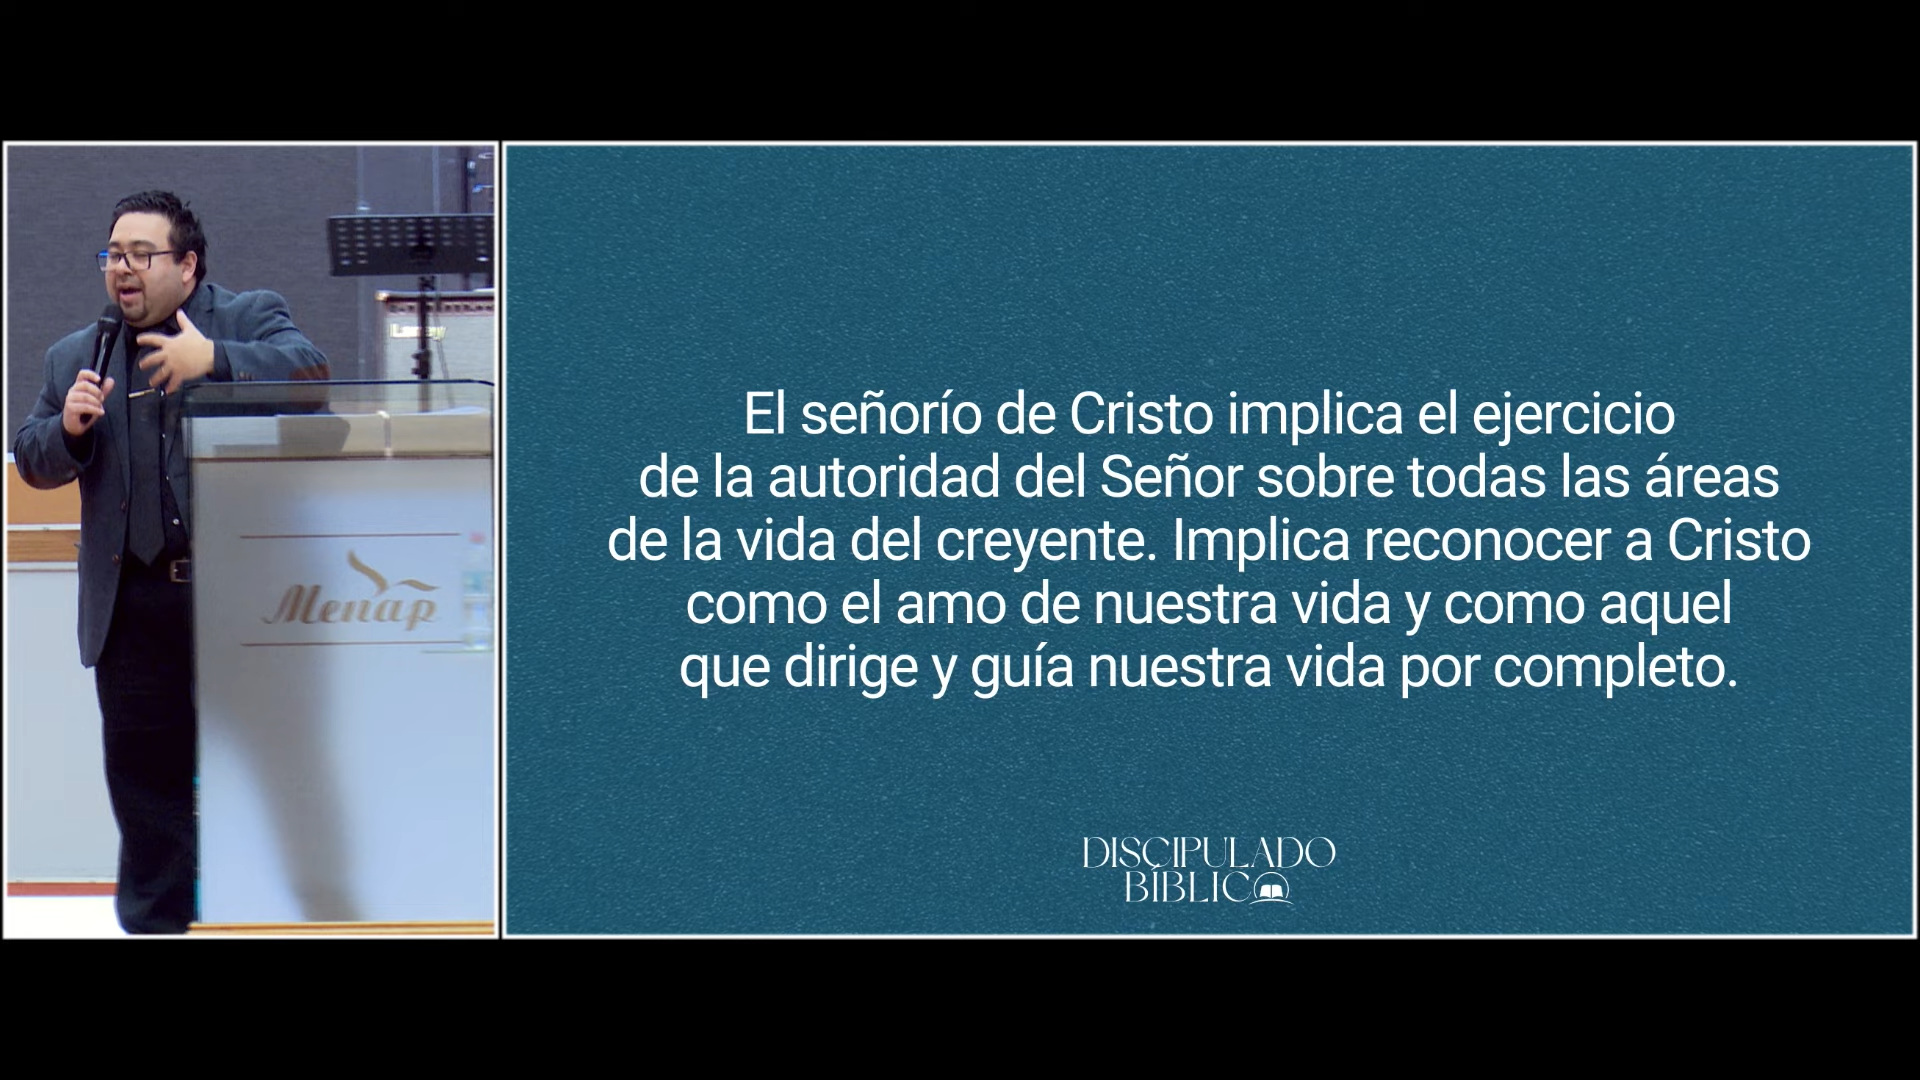 Menap
El señorío de Cristo implica el ejercicio
de la autoridad del Señor sobre todas las áreas
de la vida del creyente. Implica reconocer a Cristo
como el amo de nuestra vida y como aquel
que dirige y guía nuestra vida por completo.
DISCIPULADO
BÍBLICO